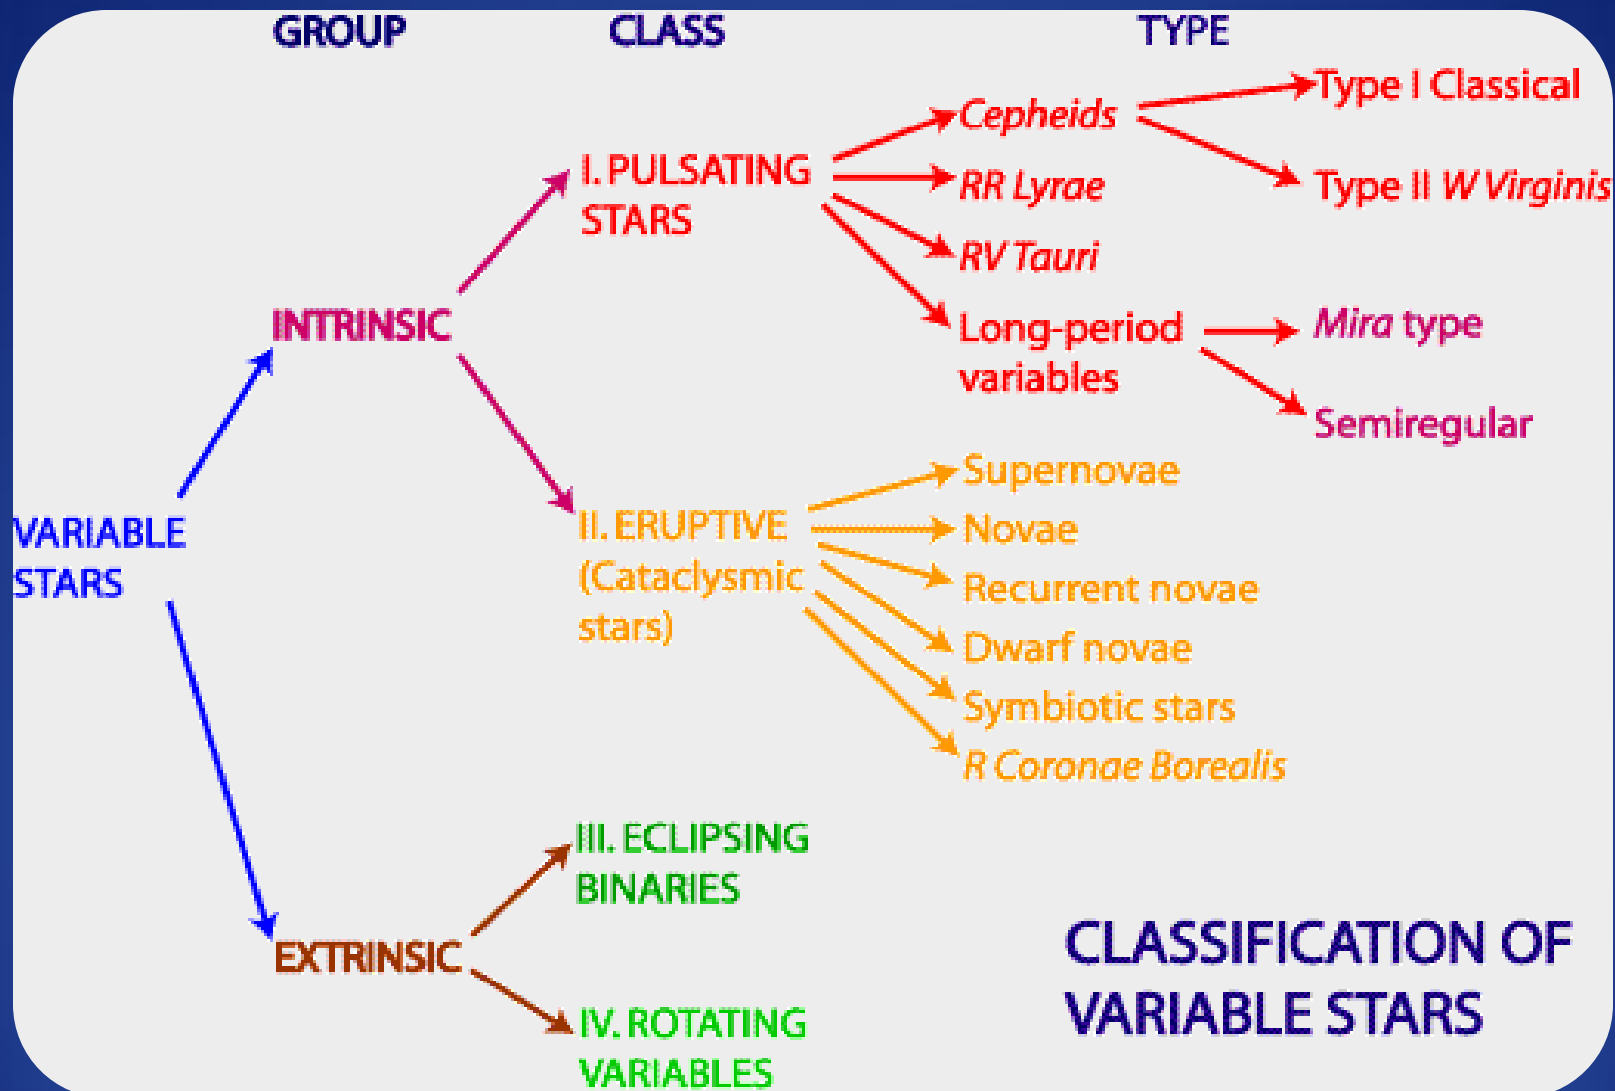 GROUP
CLASS
TYPE
VARIABLE
STARS
INTRINSIC
I. PULSATING
STARS
Cepheids
Type I Classical
Type II W Virginis
RR Lyrae
RV Tauri
Long-period
variables
Mira type
Semiregular
II. ERUPTIVE
(Cataclysmic
stars)
Supernovae
Novae
Recurrent novae
Dwarf novae
Symbiotic stars
R Coronae Borealis
EXTRINSIC
III. ECLIPSING
BINARIES
IV. ROTATING
VARIABLES
CLASSIFICATION OF
VARIABLE STARS